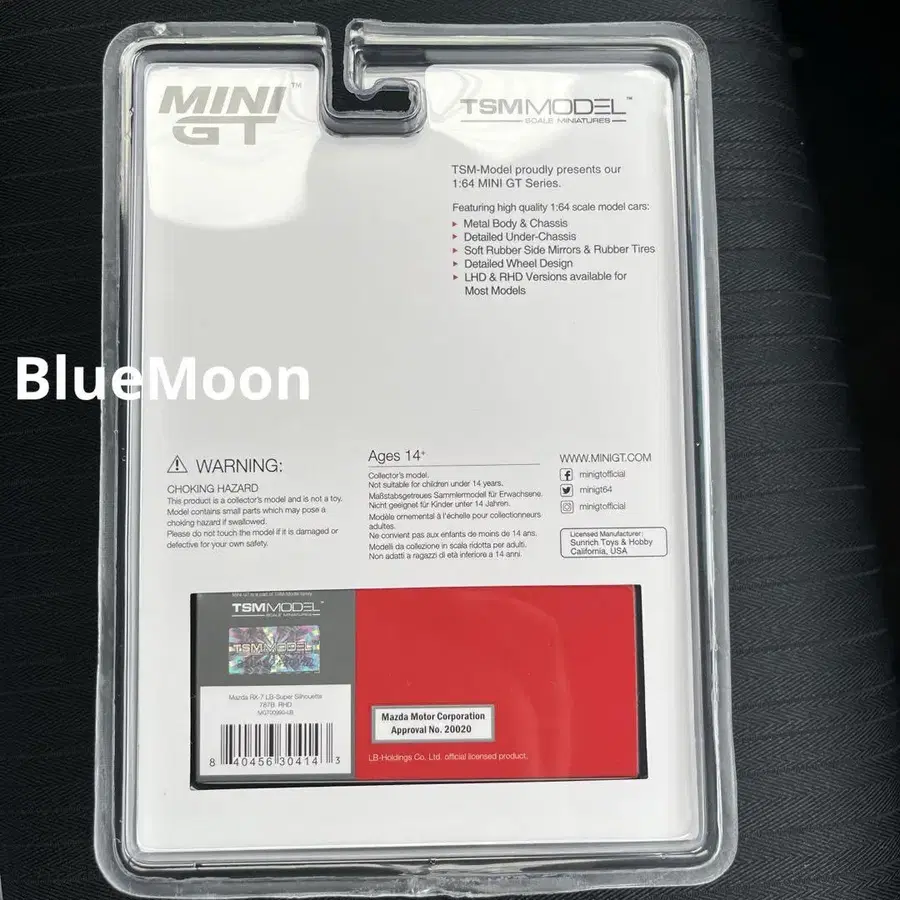 MINI GT™
TSMMODEL™
SCALE MINIATURES
TSM-Model proudly presents our
1:64 MINI GT Series.
Featuring high quality 1:64 scale model cars:
Metal Body & Chassis
Detailed Under-Chassis
Soft Rubber Side Mirrors & Rubber Tires
Detailed Wheel Design
LHD & RHD Versions available for
Most Models
BlueMoon
WARNING:
CHOKING HAZARD
This product is a collector's model and is not a toy.
Model contains small parts which may pose a
choking hazard if swallowed.
Please do not touch the model if it is damaged or
defective for your own safety.
Ages 14+
Collector's model.
Not suitable for children under 14 years.
Maßstabsgetreues Sammlermodell für Erwachsene.
Nicht geeignet für Kinder unter 14 Jahren.
Modèle ornemental à l'échelle pour collectionneurs
adultes.
Ne convient pas aux enfants de moins de 14 ans.
Modelli da collezione in scala ridotta per adulti.
Non adatti a ragazzi di età inferiore a 14 anni.
WWW.MINIGT.COM
minigtofficial
minigt64
minigtofficial
Licensed Manufacturer:
Sunrich Toys & Hobby
California, USA
TSMMODEL™
SCALE MINIATURES
TSMMODEL
Mazda RX-7 LB-Super Silhouette
787B RHD
8 40456 30414 3
Mazda Motor Corporation
Approval No. 20020
LB-Holdings Co, Ltd. official licensed product.